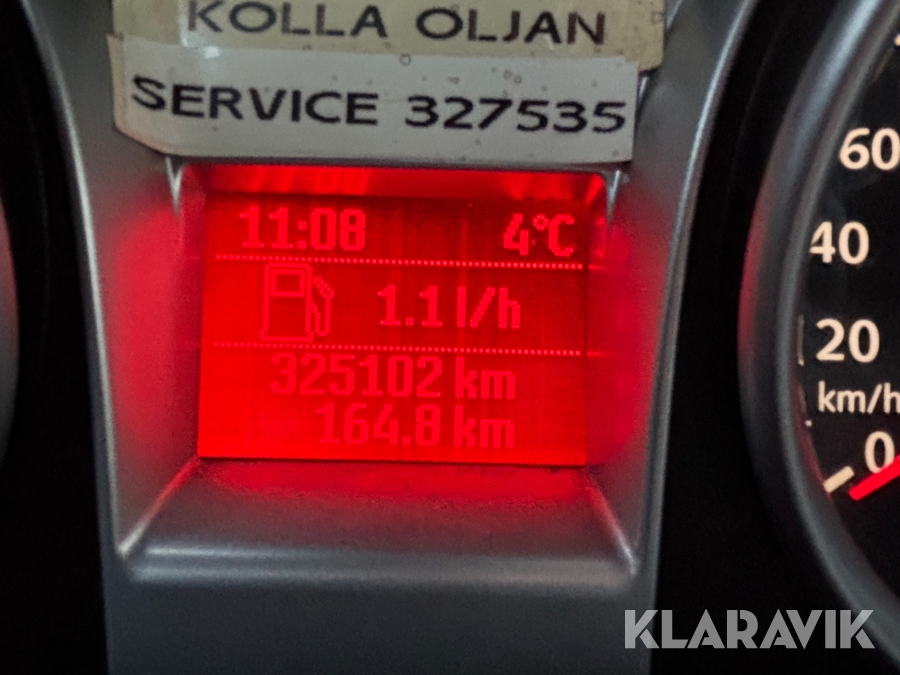 KOLLA OLJAN
SERVICE 327535
11:08 4°C
1.1 l/h
325102 km
164.8 km
60
40
20
km/h
0
KLARAVIK